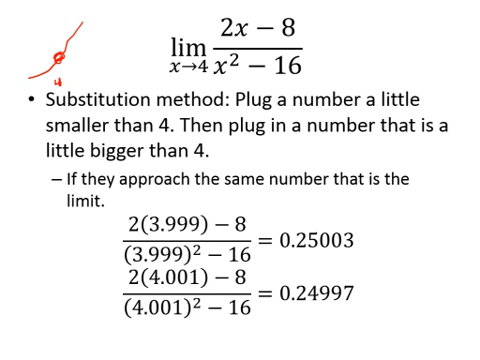 lim x→4 (2x − 8)/(x² − 16)
4
• Substitution method: Plug a number a little
smaller than 4. Then plug in a number that is a
little bigger than 4.
– If they approach the same number that is the
limit.
(2(3.999) − 8)/((3.999)² − 16) = 0.25003
(2(4.001) − 8)/((4.001)² − 16) = 0.24997